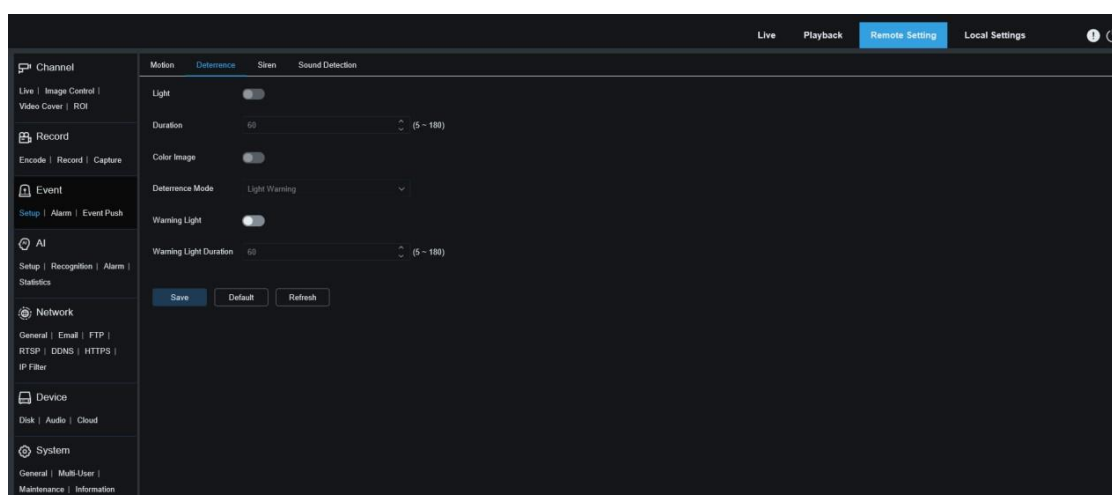 Live Playback Remote Setting Local Settings
Channel
Live | Image Control |
Video Cover | ROI
Record
Encode | Record | Capture
Event
Setup | Alarm | Event Push
AI
Setup | Recognition | Alarm |
Statistics
Network
General | Email | FTP |
RTSP | DDNS | HTTPS |
IP Filter
Device
Disk | Audio | Cloud
System
General | Multi-User |
Maintenance | Information
Motion Deterrence Siren Sound Detection
Light
Duration 60 (5 ~ 180)
Color Image
Deterrence Mode Light Warning
Warning Light
Warning Light Duration 60 (5 ~ 180)
Save Default Refresh